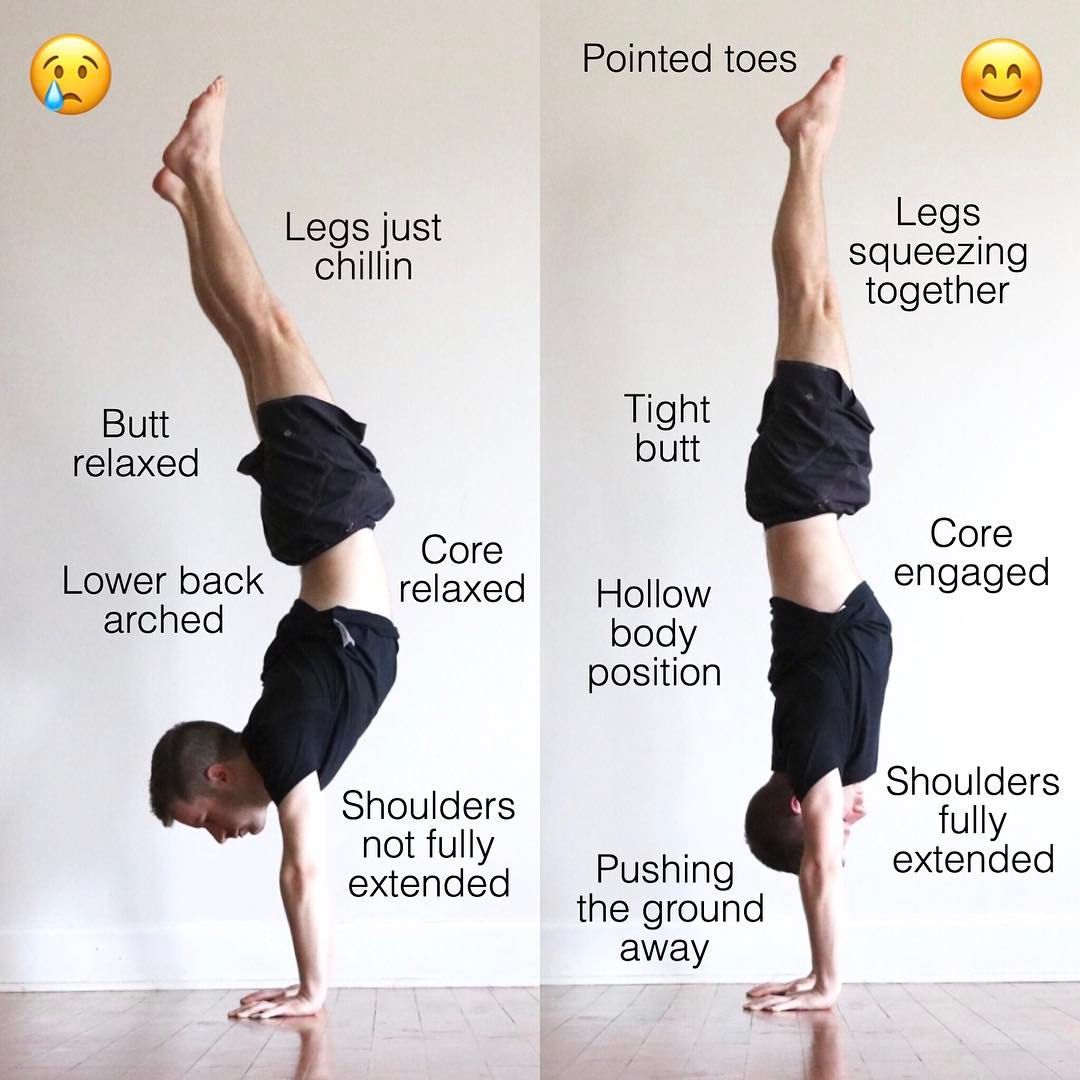 Legs just
chillin
Butt
relaxed
Core
relaxed
Lower back
arched
Shoulders
not fully
extended
Pointed toes
Legs
squeezing
together
Tight
butt
Core
engaged
Hollow
body
position
Shoulders
fully
extended
Pushing
the ground
away